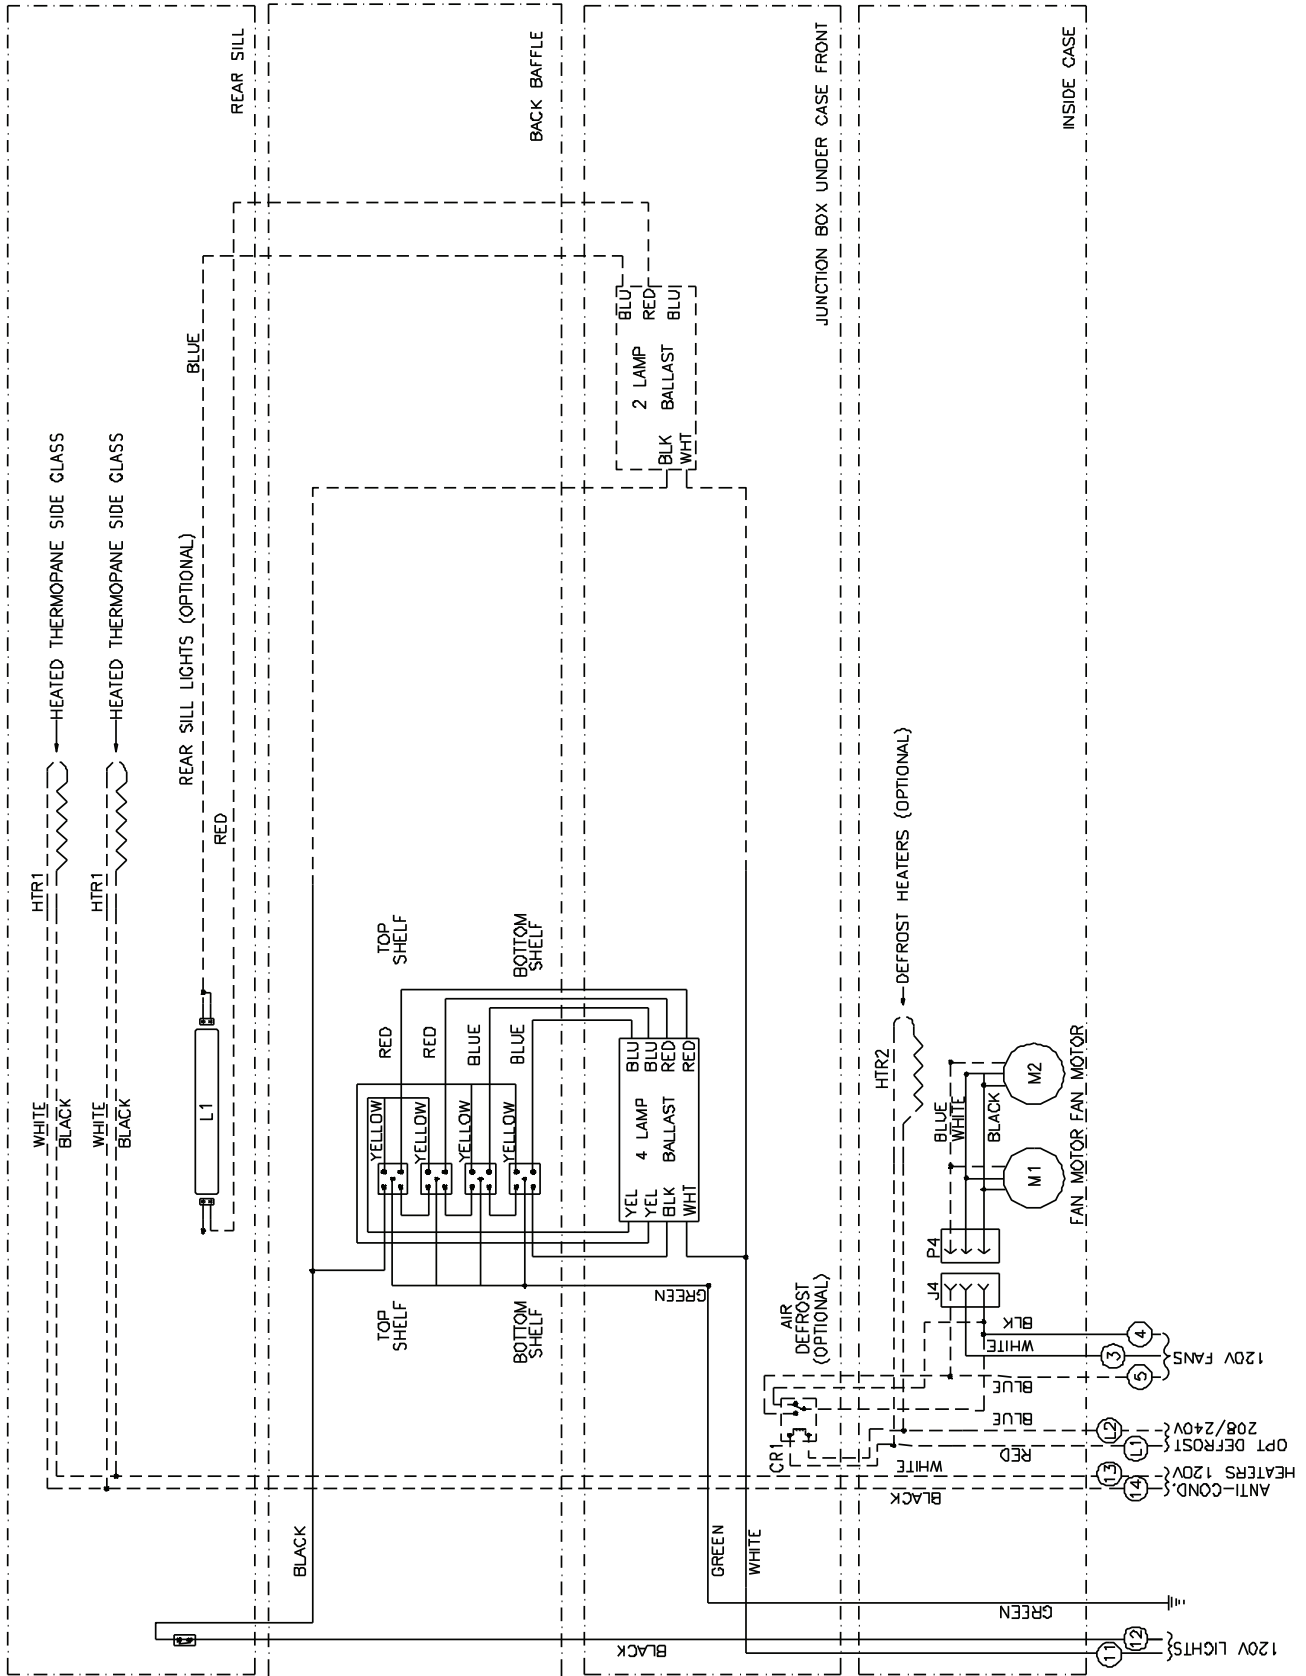 REAR SILL
BACK BAFFLE
JUNCTION BOX UNDER CASE FRONT
INSIDE CASE
HEATED THERMOPANE SIDE GLASS
HEATED THERMOPANE SIDE GLASS
HTR1
HTR1
WHITE
BLACK
WHITE
BLACK
REAR SILL LIGHTS (OPTIONAL)
BLUE
RED
L1
BLU
RED
BLU
2 LAMP
BALLAST
BLK
WHT
TOP
SHELF
BOTTOM
SHELF
RED
RED
BLUE
BLUE
YELLOW
YELLOW
YELLOW
YELLOW
BLU
BLU
RED
RED
4 LAMP
BALLAST
YEL
YEL
BLK
WHT
TOP
SHELF
BOTTOM
SHELF
GREEN
BLACK
GREEN
WHITE
BLACK
DEFROST HEATERS (OPTIONAL)
HTR2
BLUE
WHITE
BLACK
M2
FAN MOTOR
M1
FAN MOTOR
P4
J4
AIR
DEFROST
(OPTIONAL)
CR1
BLK
WHITE
BLUE
BLUE
RED
WHITE
BLACK
GREEN
4
3
5
120V FANS
L2
L1
208/240V
OPT DEFROST
13
14
HEATERS 120V
ANTI-COND.
12
11
120V LIGHTS